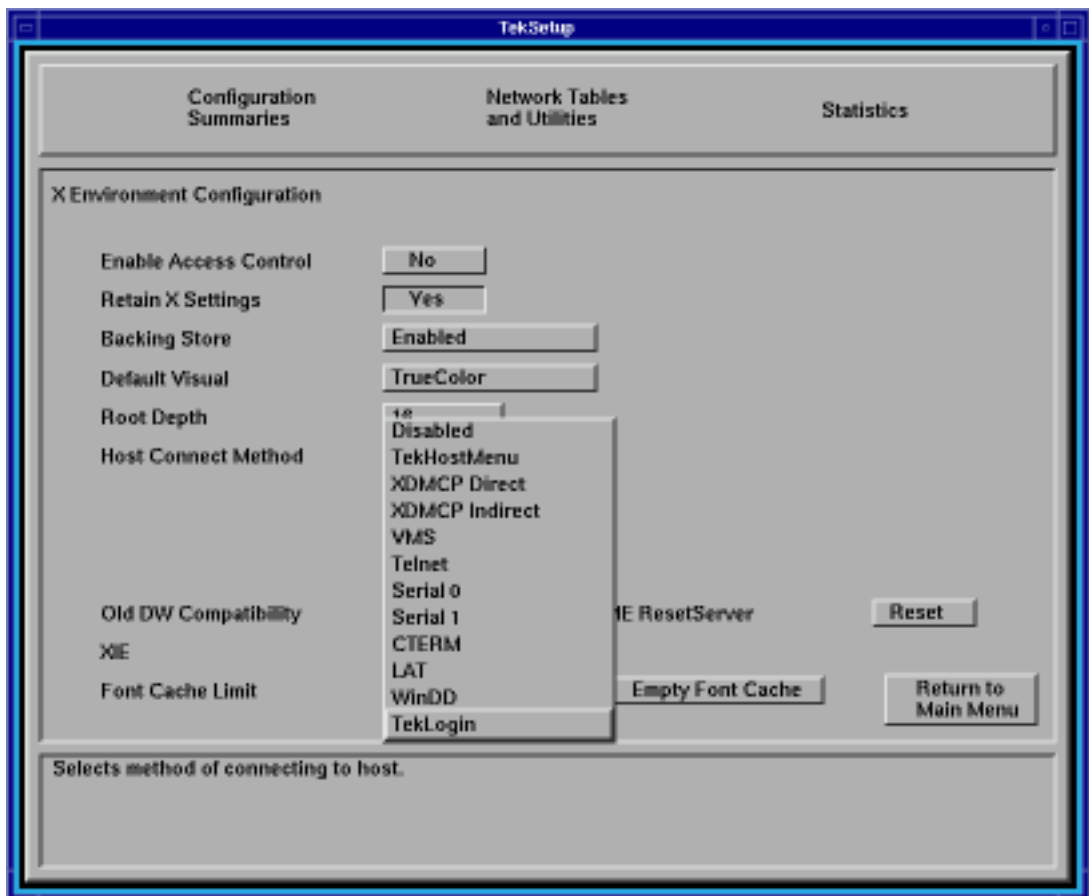 TekSetup
Configuration
Summaries
Network Tables
and Utilities
Statistics
X Environment Configuration
Enable Access Control No
Retain X Settings Yes
Backing Store Enabled
Default Visual TrueColor
Root Depth 16
Host Connect Method
Disabled
TekHostMenu
XDMCP Direct
XDMCP Indirect
VMS
Telnet
Serial 0
Serial 1
CTERM
LAT
WinDD
TekLogin
Old DW Compatibility
ResetServer Reset
XIE
Font Cache Limit
Empty Font Cache
Return to
Main Menu
Selects method of connecting to host.